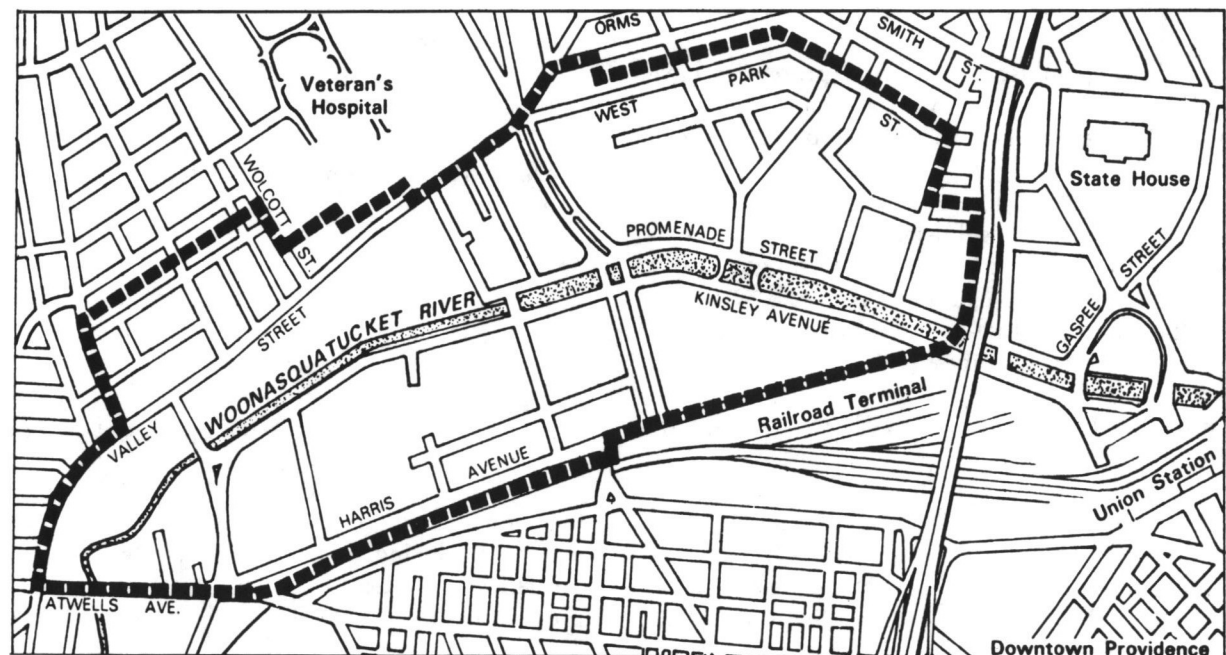 ORMS
SMITH
ST.
Veteran's
Hospital
PARK
WEST
ST.
WOLCOTT
ST.
State House
PROMENADE
STREET
STREET
GASPEE
KINSLEY AVENUE
STREET
WOONASQUATUCKET RIVER
Railroad Terminal
VALLEY
AVENUE
HARRIS
Union Station
ATWELLS AVE.
Downtown Providence